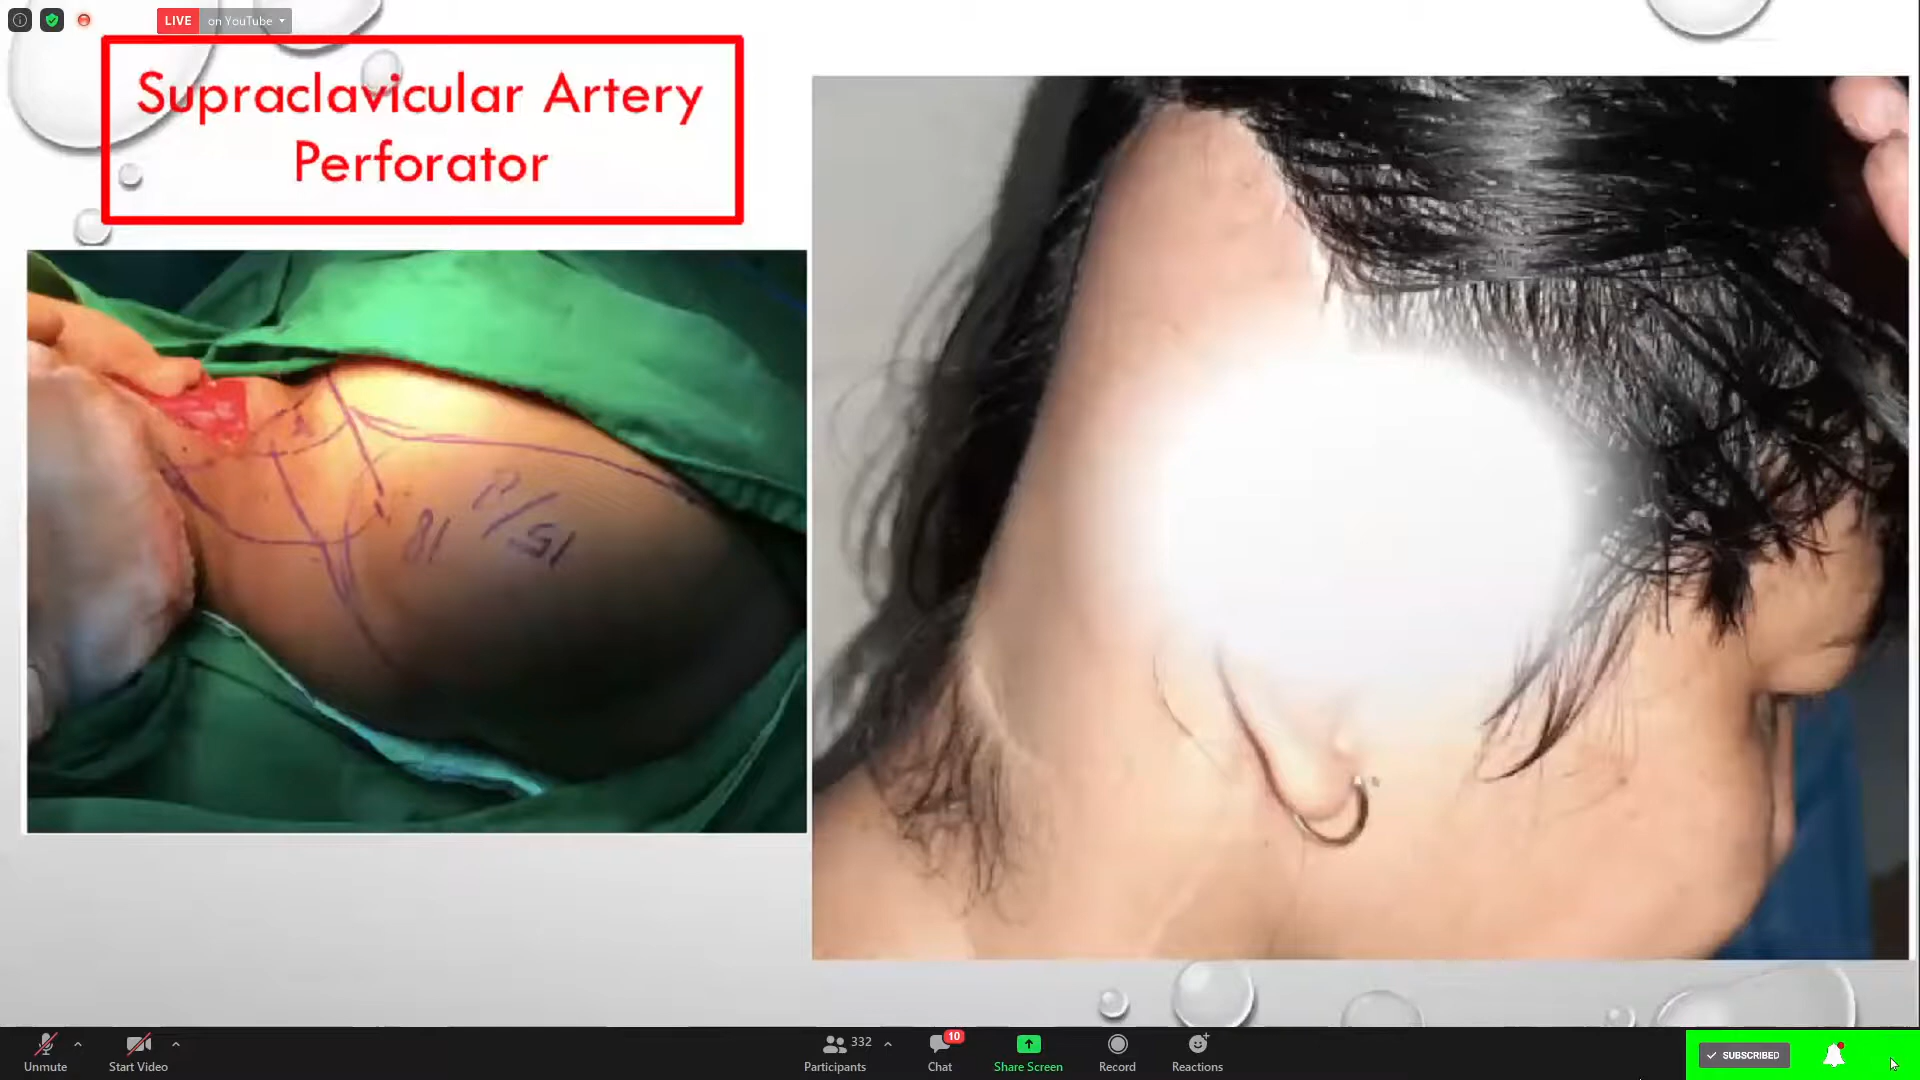 LIVE on YouTube
Supraclavicular Artery
Perforator
Unmute
Start Video
332
Participants
10
Chat
Share Screen
Record
Reactions
SUBSCRIBED